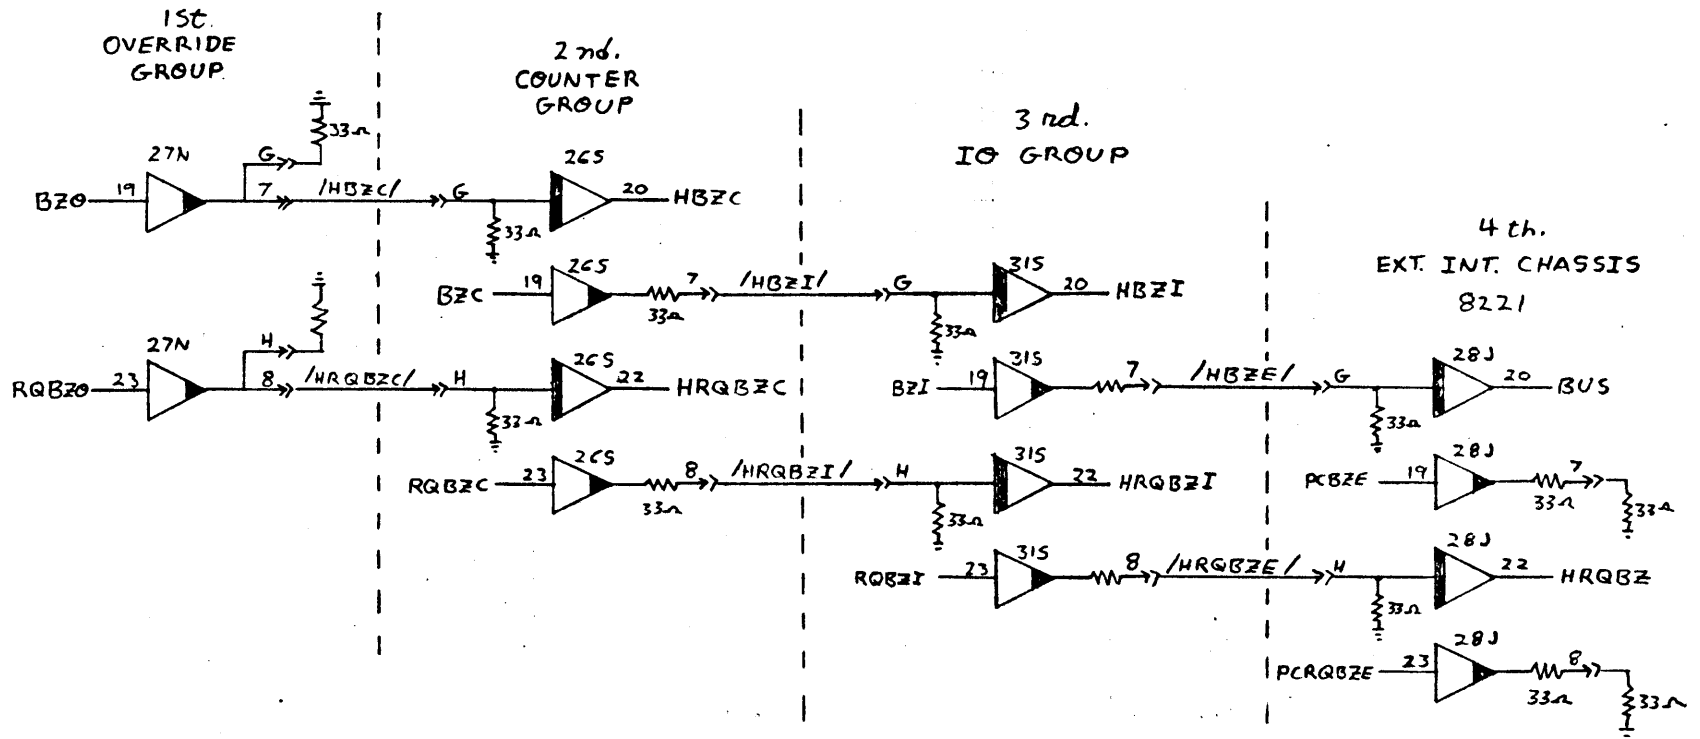 1St.
OVERRIDE
GROUP
2nd.
COUNTER
GROUP
3rd.
IO GROUP
4th.
EXT. INT. CHASSIS
8221
33Ω
27N
G
BZO 19 7 /HBZC/ G 26S 20 HBZC
33Ω
BZC 19 26S 7 /HBZI/ G 31S 20 HBZI
33Ω 33Ω
27N
H
RQBZO 23 8 /HRQBZC/ H 26S 22 HRQBZC
33Ω
BZI 19 31S 7 /HBZE/ G 28J 20 BUS
33Ω
RQBZC 23 26S 8 /HRQBZI/ H 31S 22 HRQBZI
33Ω 33Ω
PCBZE 19 28J 7
33Ω 33Ω
RQBZI 23 31S 8 /HRQBZE/ H 28J 22 HRQBZ
33Ω
PCRQBZE 23 28J 8
33Ω 33Ω